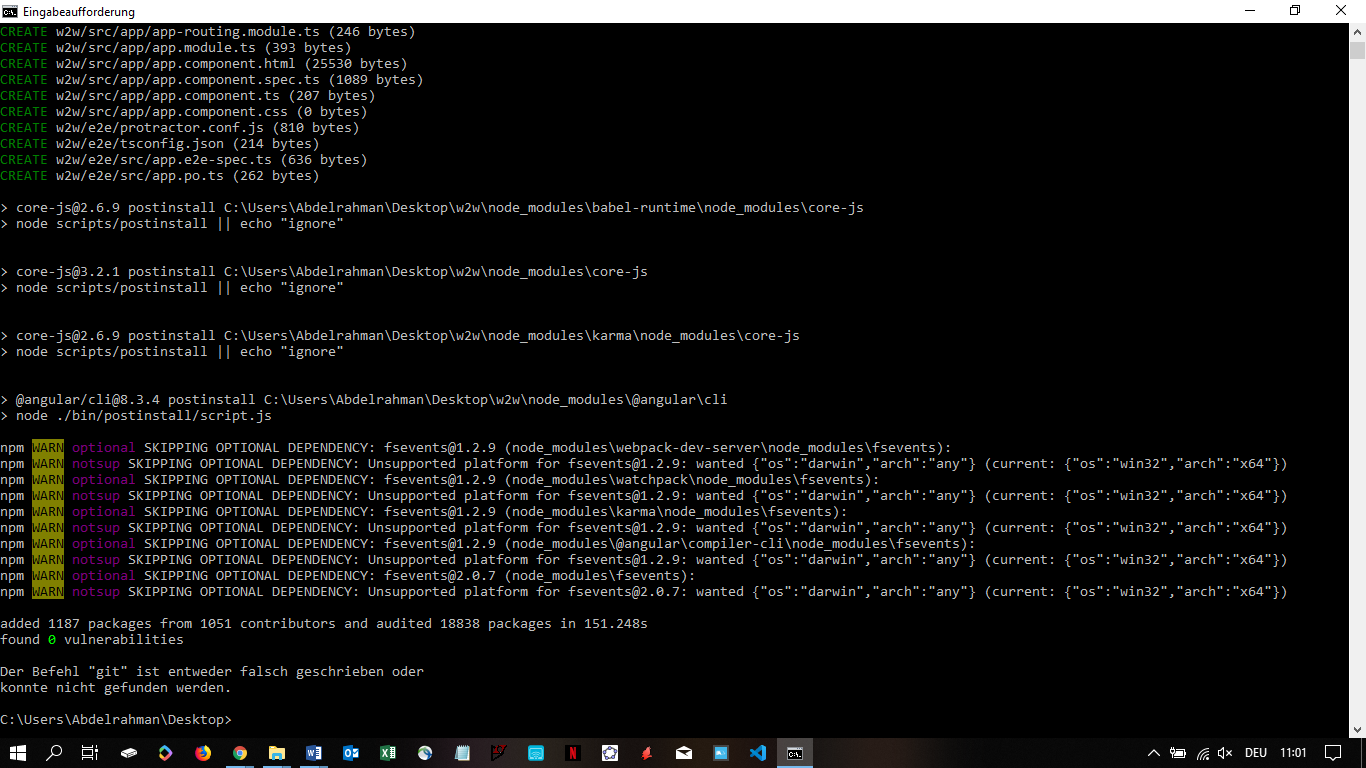 Eingabeaufforderung
CREATE w2w/src/app/app-routing.module.ts (246 bytes)
CREATE w2w/src/app/app.module.ts (393 bytes)
CREATE w2w/src/app/app.component.html (25530 bytes)
CREATE w2w/src/app/app.component.spec.ts (1089 bytes)
CREATE w2w/src/app/app.component.ts (207 bytes)
CREATE w2w/src/app/app.component.css (0 bytes)
CREATE w2w/e2e/protractor.conf.js (810 bytes)
CREATE w2w/e2e/tsconfig.json (214 bytes)
CREATE w2w/e2e/src/app.e2e-spec.ts (636 bytes)
CREATE w2w/e2e/src/app.po.ts (262 bytes)
> core-js@2.6.9 postinstall C:\Users\Abdelrahman\Desktop\w2w\node_modules\babel-runtime\node_modules\core-js
> node scripts/postinstall || echo "ignore"
> core-js@3.2.1 postinstall C:\Users\Abdelrahman\Desktop\w2w\node_modules\core-js
> node scripts/postinstall || echo "ignore"
> core-js@2.6.9 postinstall C:\Users\Abdelrahman\Desktop\w2w\node_modules\karma\node_modules\core-js
> node scripts/postinstall || echo "ignore"
> @angular/cli@8.3.4 postinstall C:\Users\Abdelrahman\Desktop\w2w\node_modules\@angular\cli
> node ./bin/postinstall/script.js
npm WARN optional SKIPPING OPTIONAL DEPENDENCY: fsevents@1.2.9 (node_modules\webpack-dev-server\node_modules\fsevents):
npm WARN notsup SKIPPING OPTIONAL DEPENDENCY: Unsupported platform for fsevents@1.2.9: wanted {"os":"darwin","arch":"any"} (current: {"os":"win32","arch":"x64"})
npm WARN optional SKIPPING OPTIONAL DEPENDENCY: fsevents@1.2.9 (node_modules\watchpack\node_modules\fsevents):
npm WARN notsup SKIPPING OPTIONAL DEPENDENCY: Unsupported platform for fsevents@1.2.9: wanted {"os":"darwin","arch":"any"} (current: {"os":"win32","arch":"x64"})
npm WARN optional SKIPPING OPTIONAL DEPENDENCY: fsevents@1.2.9 (node_modules\karma\node_modules\fsevents):
npm WARN notsup SKIPPING OPTIONAL DEPENDENCY: Unsupported platform for fsevents@1.2.9: wanted {"os":"darwin","arch":"any"} (current: {"os":"win32","arch":"x64"})
npm WARN optional SKIPPING OPTIONAL DEPENDENCY: fsevents@1.2.9 (node_modules\@angular\compiler-cli\node_modules\fsevents):
npm WARN notsup SKIPPING OPTIONAL DEPENDENCY: Unsupported platform for fsevents@1.2.9: wanted {"os":"darwin","arch":"any"} (current: {"os":"win32","arch":"x64"})
npm WARN optional SKIPPING OPTIONAL DEPENDENCY: fsevents@2.0.7 (node_modules\fsevents):
npm WARN notsup SKIPPING OPTIONAL DEPENDENCY: Unsupported platform for fsevents@2.0.7: wanted {"os":"darwin","arch":"any"} (current: {"os":"win32","arch":"x64"})
added 1187 packages from 1051 contributors and audited 18838 packages in 151.248s
found 0 vulnerabilities
Der Befehl "git" ist entweder falsch geschrieben oder
konnte nicht gefunden werden.
C:\Users\Abdelrahman\Desktop>
DEU 11:01